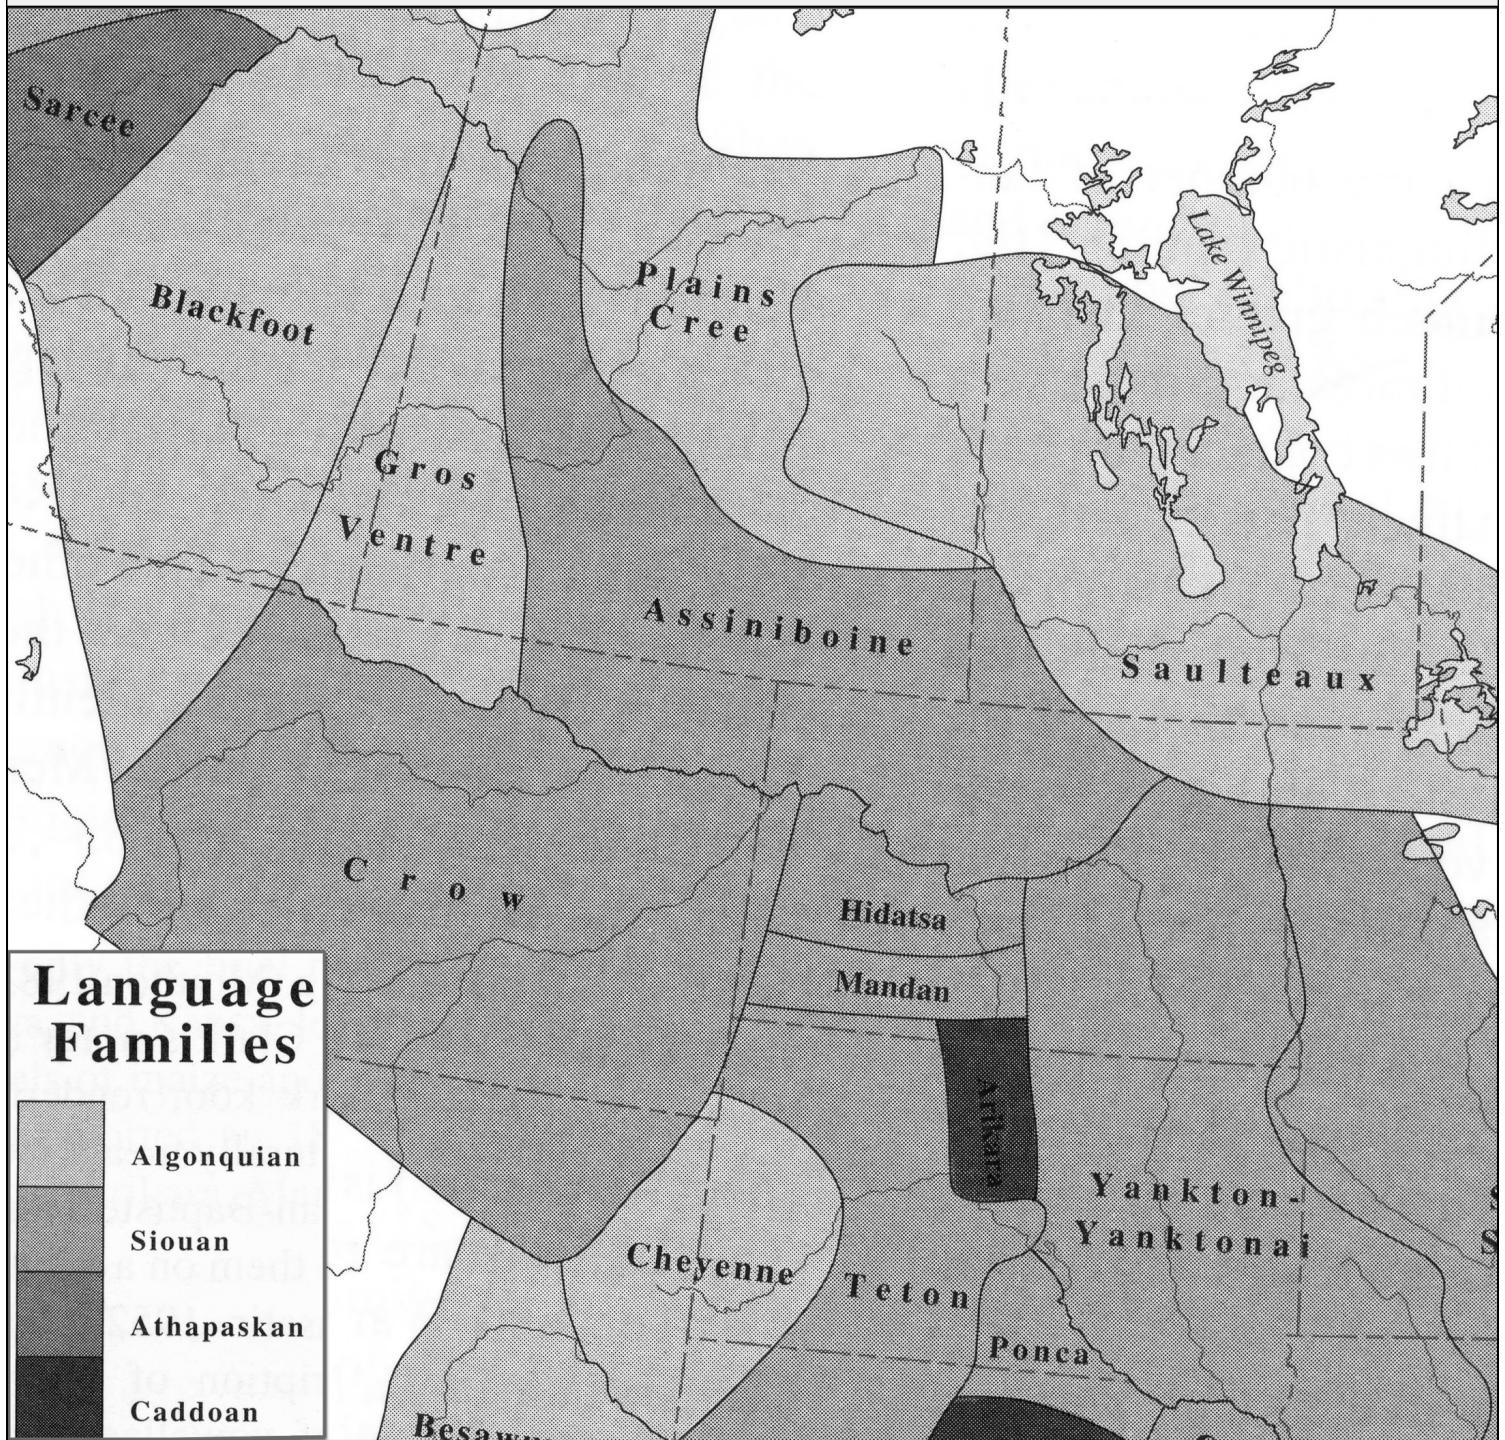 Sarcee
Blackfoot
Plains
Cree
Lake Winnipeg
Gros
Ventre
Assiniboine
Saulteaux
Crow
Hidatsa
Mandan
Arikara
Yankton-
Yanktonai
Cheyenne
Teton
Ponca
Language
Families
Algonquian
Siouan
Athapaskan
Caddoan